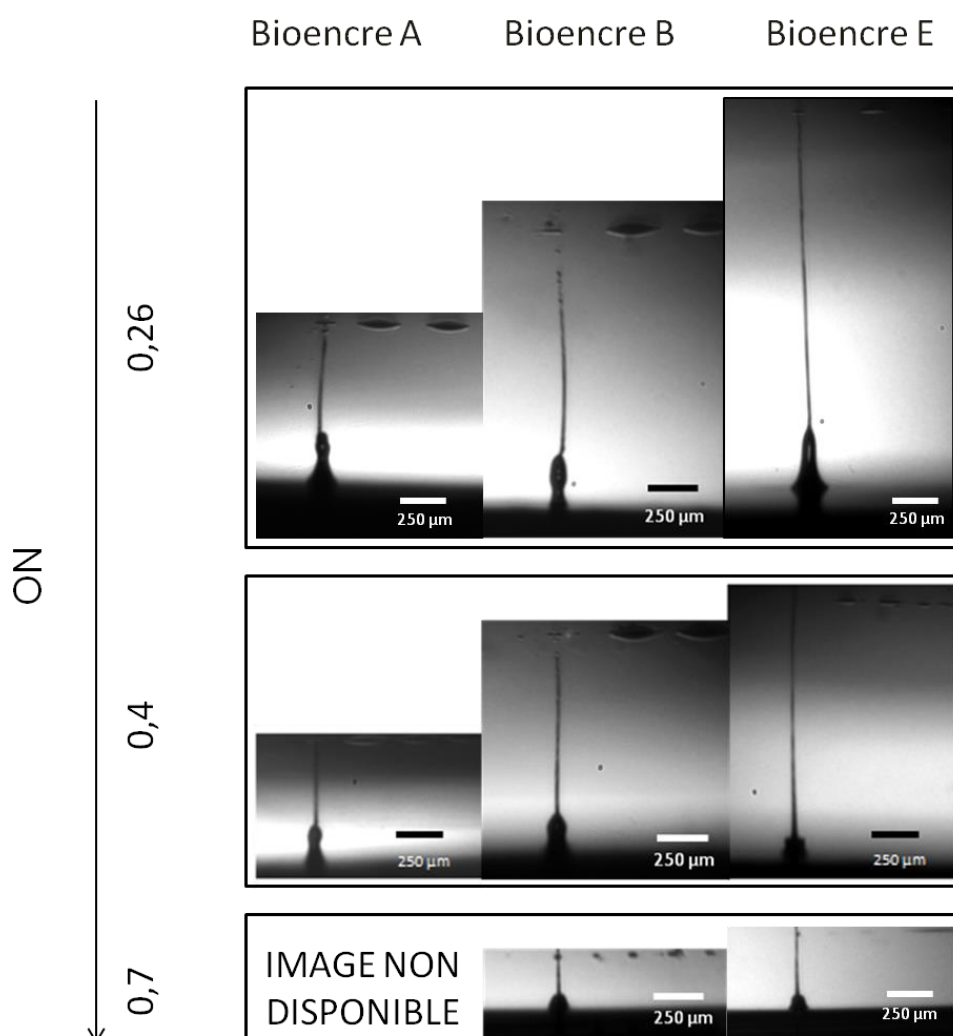 Bioencre A Bioencre B Bioencre E
ON
0,26
250 µm 250 µm 250 µm
0,4
250 µm 250 µm 250 µm
0,7
IMAGE NON
DISPONIBLE
250 µm 250 µm